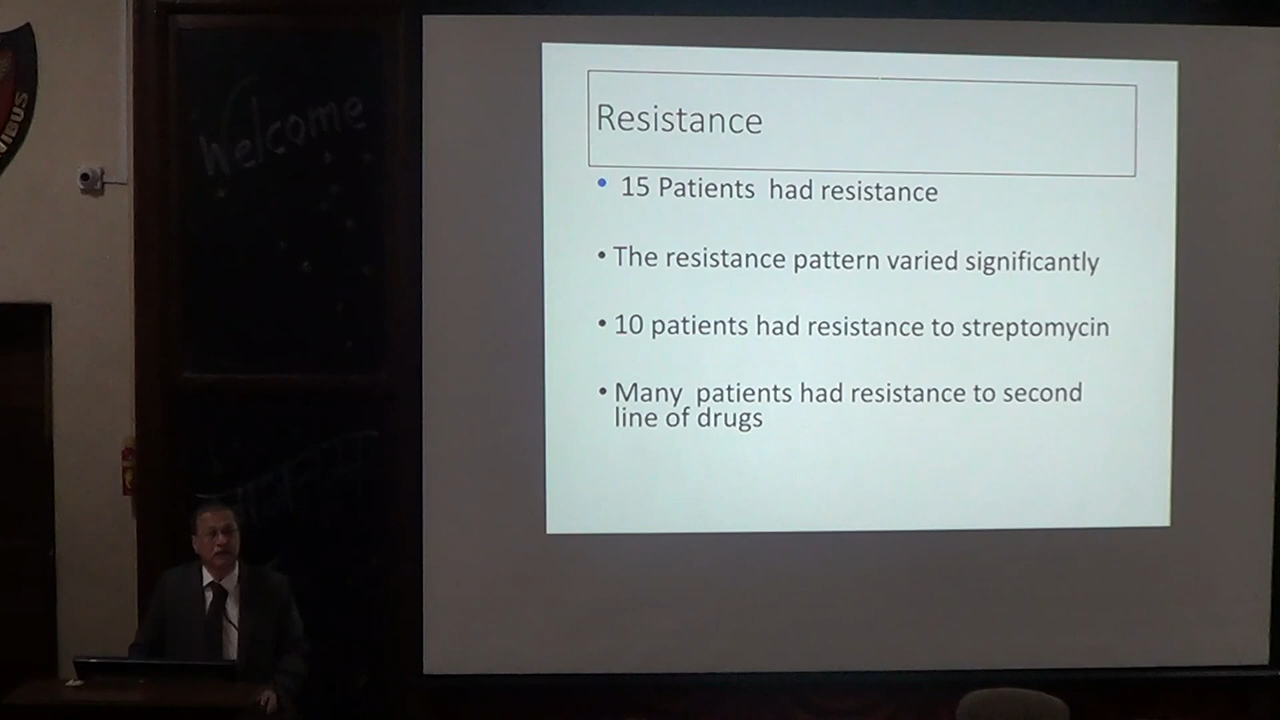 NIBUS
Welcome
Resistance
• 15 Patients had resistance
• The resistance pattern varied significantly
• 10 patients had resistance to streptomycin
• Many patients had resistance to second
line of drugs